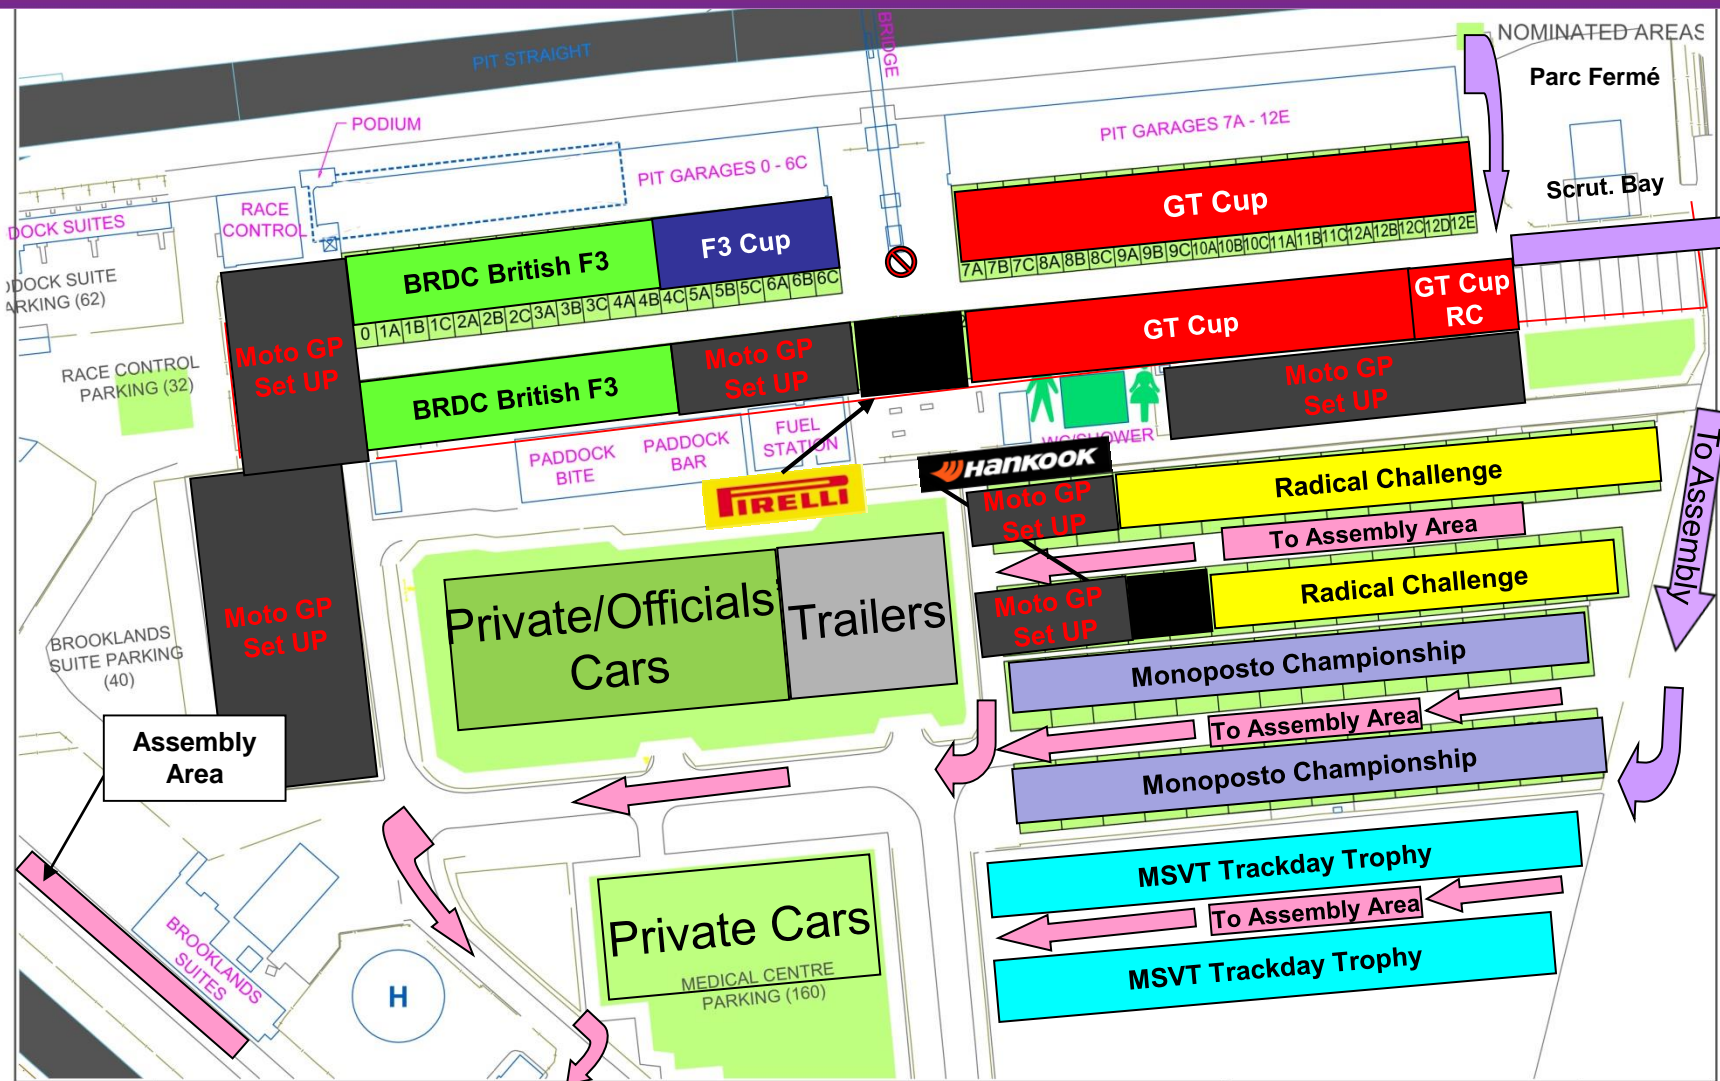 PIT STRAIGHT
BRIDGE
NOMINATED AREAS
Parc Fermé
PODIUM
PIT GARAGES 7A - 12E
PIT GARAGES 0 - 6C
Scrut. Bay
RACE
CONTROL
DOCK SUITES
GT Cup
F3 Cup
BRDC British F3
7A 7B 7C 8A 8B 8C 9A 9B 9C 10A 10B 10C 11A 11B 11C 12A 12B 12C 12D 12E
0 1A 1B 1C 2A 2B 2C 3A 3B 3C 4A 4B 4C 5A 5B 5C 6A 6B 6C
DOCK SUITE
ARKING (62)
GT Cup
RC
GT Cup
Moto GP
Set UP
Moto GP
Set UP
BRDC British F3
Moto GP
Set UP
RACE CONTROL
PARKING (32)
PADDOCK
BITE
PADDOCK
BAR
FUEL
STATION
WC/SHOWER
HANKOOK
PIRELLI
To Assembly
Moto GP
Set UP
Radical Challenge
To Assembly Area
Moto GP
Set UP
Radical Challenge
Private/Officials'
Cars
Trailers
Moto GP
Set UP
BROOKLANDS
SUITE PARKING
(40)
Monoposto Championship
To Assembly Area
Monoposto Championship
Assembly
Area
MSVT Trackday Trophy
To Assembly Area
MSVT Trackday Trophy
Private Cars
MEDICAL CENTRE
PARKING (160)
BROOKLANDS
SUITES
H